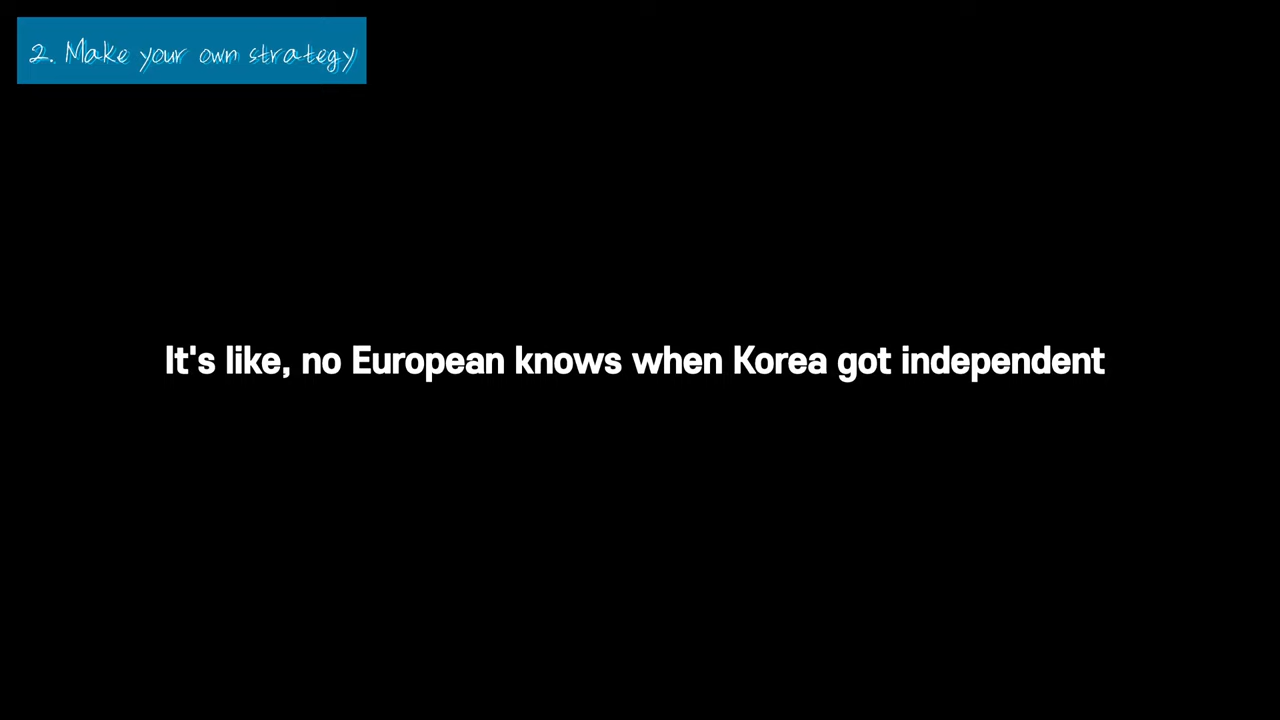 2. Make your own strategy
It's like, no European knows when Korea got independent